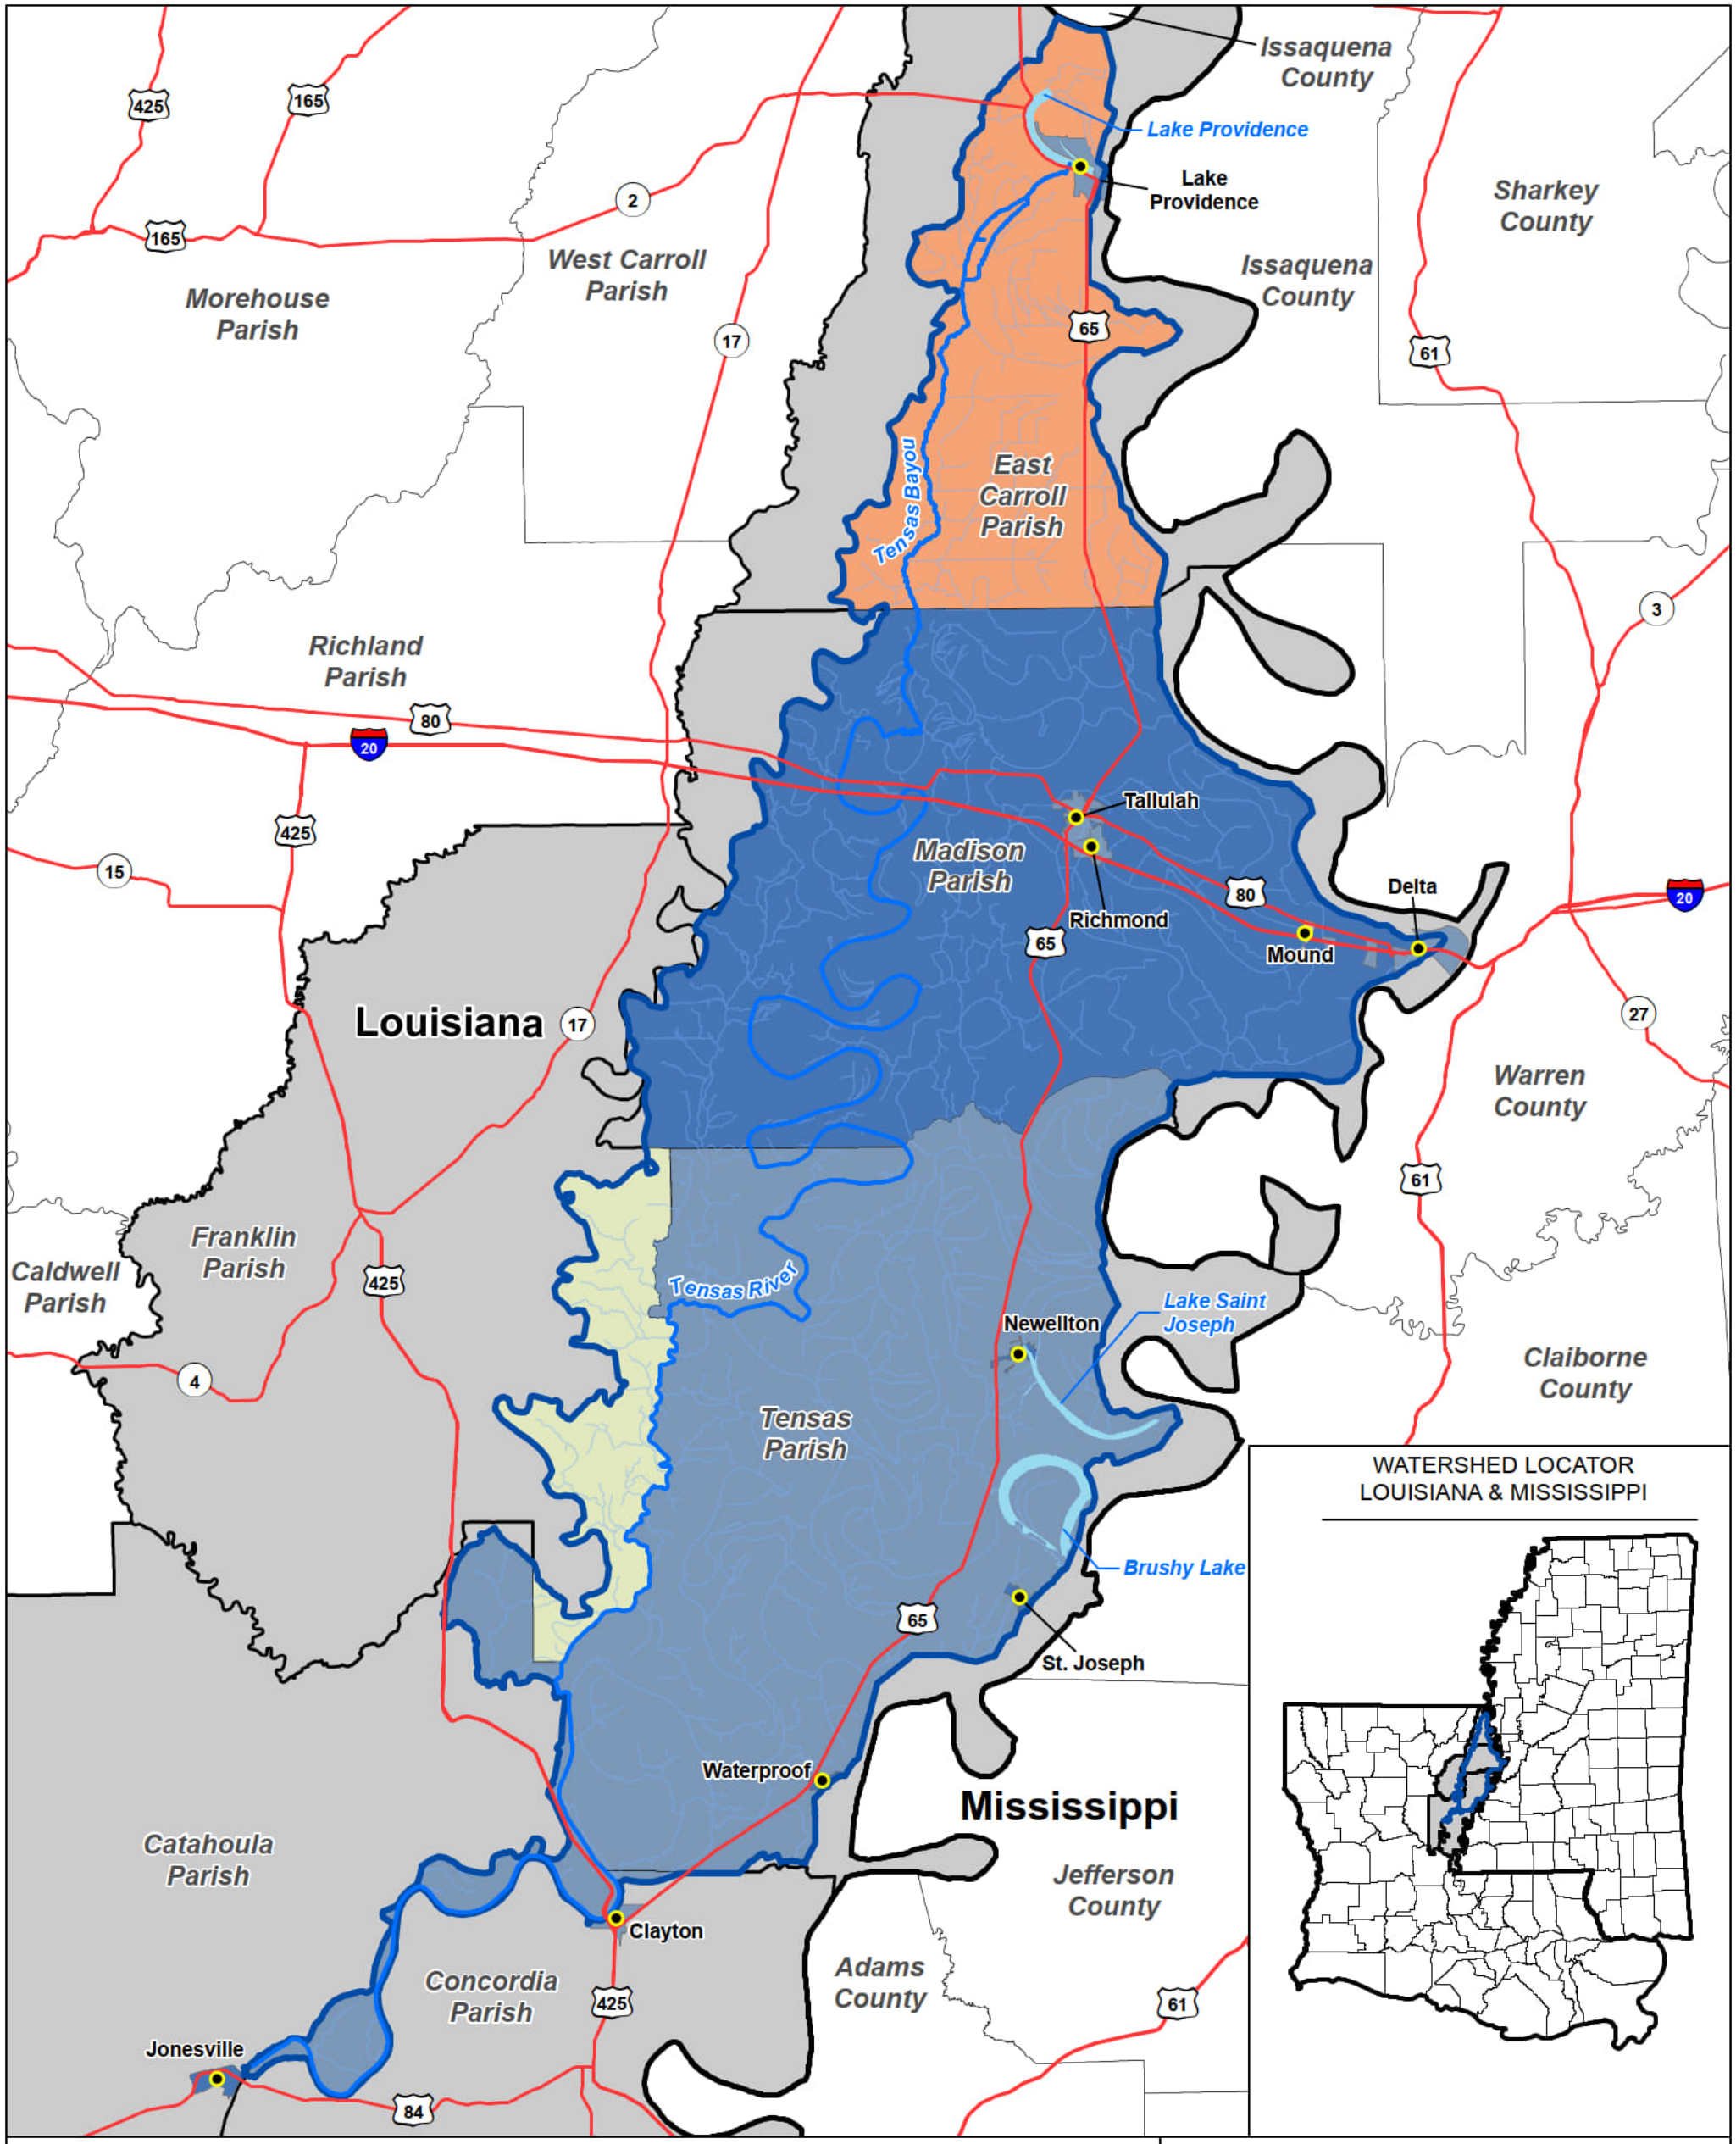 Issaquena
County
425
165
Lake Providence
Lake
Providence
Sharkey
County
2
165
West Carroll
Parish
Issaquena
County
Morehouse
Parish
17
65
61
East
Carroll
Parish
Tensas Bayou
3
Richland
Parish
80
20
Tallulah
425
Madison
Parish
15
80
Delta
20
Richmond
65
Mound
Louisiana
17
27
Warren
County
61
Franklin
Parish
Caldwell
Parish
425
Tensas River
Lake Saint
Joseph
Newellton
Claiborne
County
4
Tensas
Parish
WATERSHED LOCATOR
LOUISIANA & MISSISSIPPI
Brushy Lake
65
St. Joseph
Waterproof
Mississippi
Catahoula
Parish
Jefferson
County
Clayton
Adams
County
Concordia
Parish
425
61
Jonesville
84